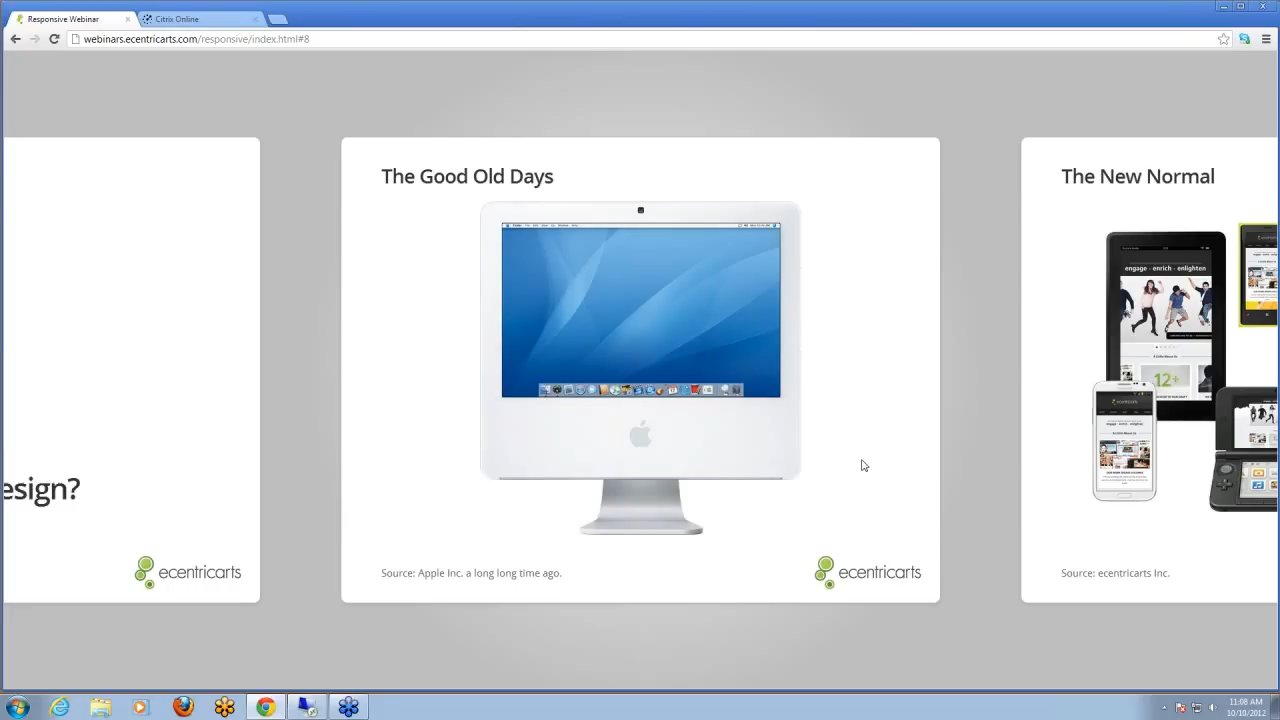 Responsive Webinar
Citrix Online
webinars.ecentricarts.com/responsive/index.html#8
esign?
ecentricarts
The Good Old Days
Source: Apple Inc. a long long time ago.
ecentricarts
The New Normal
engage · enrich · enlighten
12+
Source: ecentricarts Inc.
11:08 AM
10/10/2012